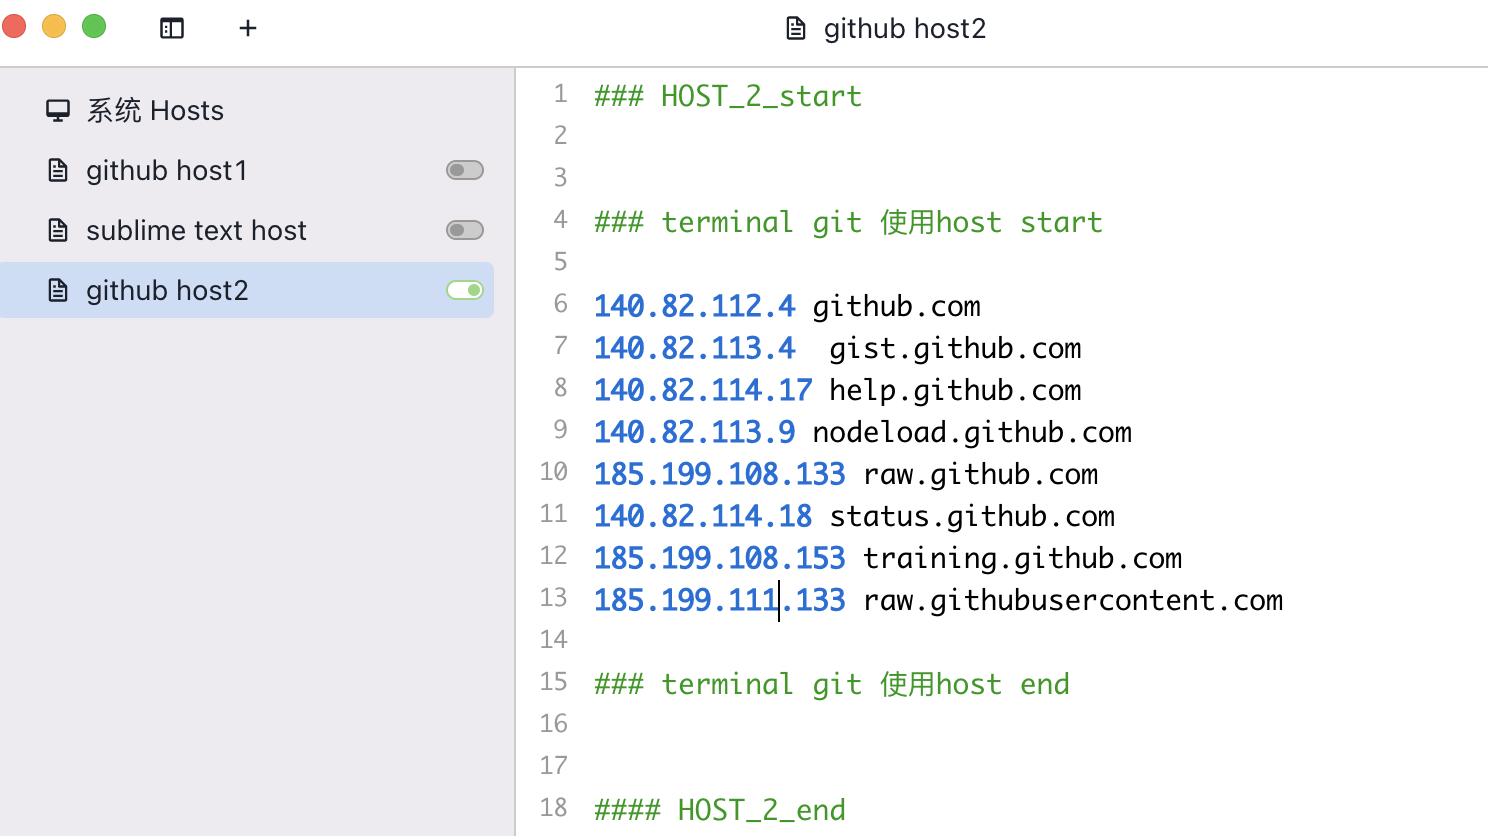 github host2
系统 Hosts
github host1
sublime text host
github host2
1 ### HOST_2_start
2
3
4 ### terminal git 使用host start
5
6 140.82.112.4 github.com
7 140.82.113.4  gist.github.com
8 140.82.114.17 help.github.com
9 140.82.113.9 nodeload.github.com
10 185.199.108.133 raw.github.com
11 140.82.114.18 status.github.com
12 185.199.108.153 training.github.com
13 185.199.111.133 raw.githubusercontent.com
14
15 ### terminal git 使用host end
16
17
18 #### HOST_2_end